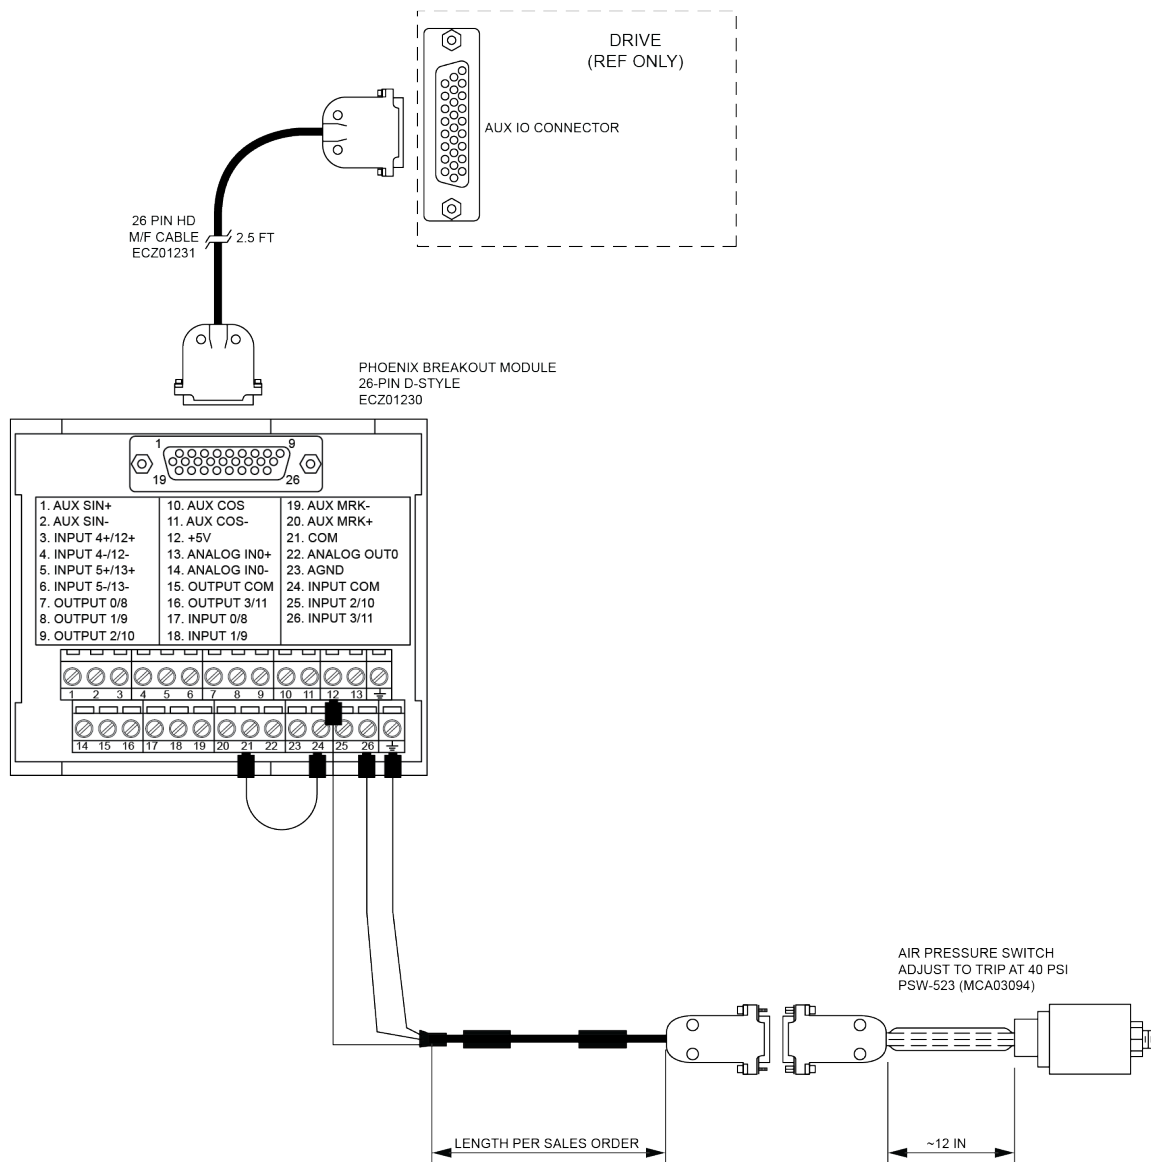 DRIVE
(REF ONLY)
AUX IO CONNECTOR
26 PIN HD
M/F CABLE
ECZ01231
2.5 FT
PHOENIX BREAKOUT MODULE
26-PIN D-STYLE
ECZ01230
1 9
19 26
1. AUX SIN+
2. AUX SIN-
3. INPUT 4+/12+
4. INPUT 4-/12-
5. INPUT 5+/13+
6. INPUT 5-/13-
7. OUTPUT 0/8
8. OUTPUT 1/9
9. OUTPUT 2/10
10. AUX COS
11. AUX COS-
12. +5V
13. ANALOG IN0+
14. ANALOG IN0-
15. OUTPUT COM
16. OUTPUT 3/11
17. INPUT 0/8
18. INPUT 1/9
19. AUX MRK-
20. AUX MRK+
21. COM
22. ANALOG OUT0
23. AGND
24. INPUT COM
25. INPUT 2/10
26. INPUT 3/11
1 2 3 4 5 6 7 8 9 10 11 12 13
14 15 16 17 18 19 20 21 22 23 24 25 26
AIR PRESSURE SWITCH
ADJUST TO TRIP AT 40 PSI
PSW-523 (MCA03094)
LENGTH PER SALES ORDER
~12 IN